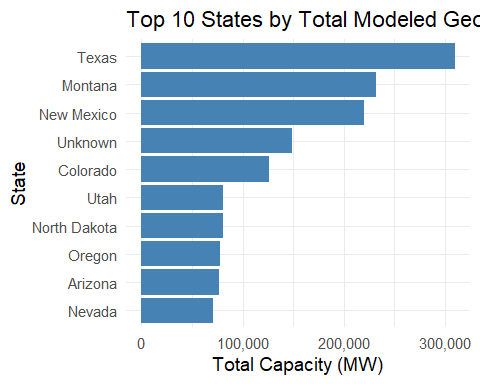 Top 10 States by Total Modeled Geo
Texas
Montana
New Mexico
Unknown
Colorado
Utah
North Dakota
Oregon
Arizona
Nevada
State
0 100,000 200,000 300,000
Total Capacity (MW)